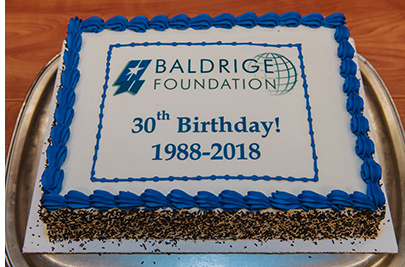 BALDRIGE
FOUNDATION
30th Birthday!
1988-2018